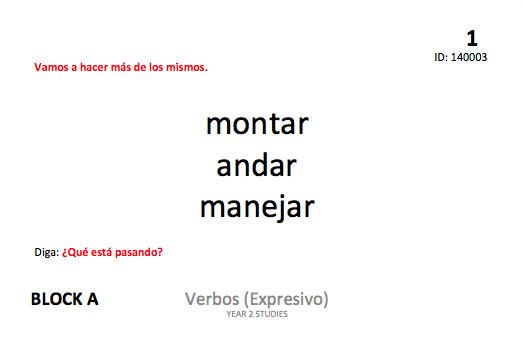 1
ID: 140003
Vamos a hacer más de los mismos.
montar
andar
manejar
Diga: ¿Qué está pasando?
BLOCK A
Verbos (Expresivo)
YEAR 2 STUDIES